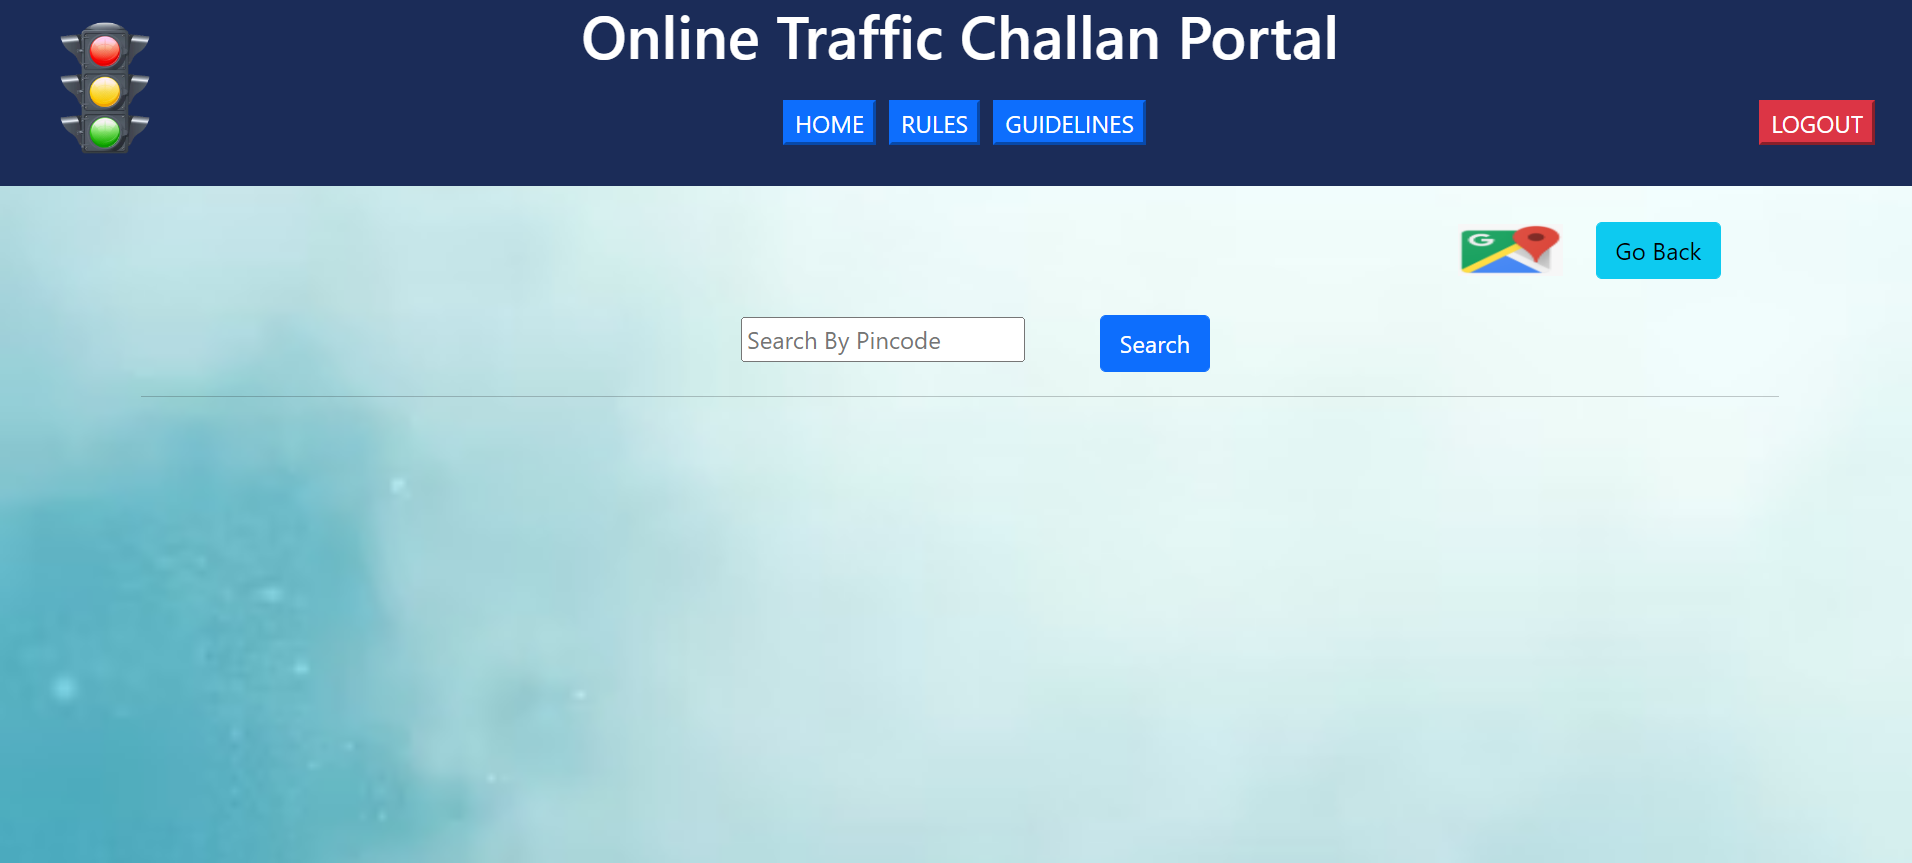 Online Traffic Challan Portal
HOME RULES GUIDELINES LOGOUT
G
Go Back
Search By Pincode Search